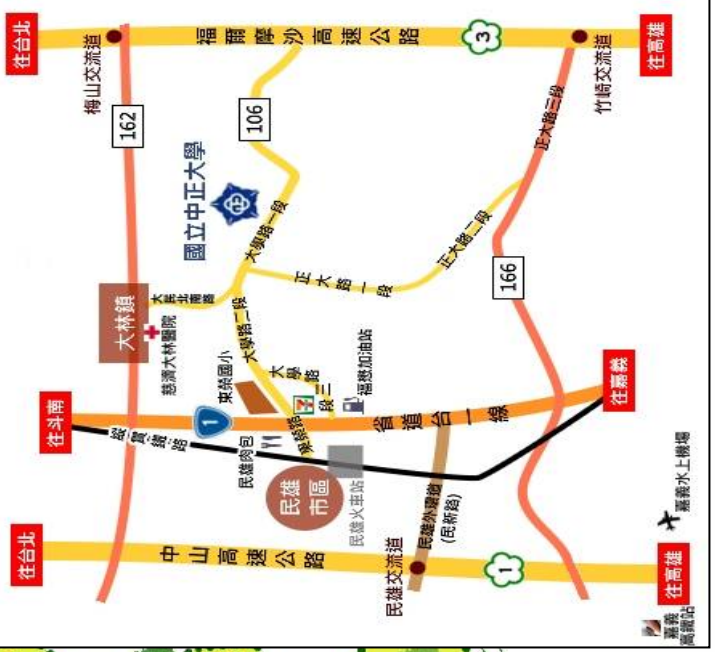 往台北
福爾摩沙高速公路
3
往高雄
梅山交流道
竹崎交流道
162
106
正大路三段
國立中正大學
大學路一段
正大路二段
正大路一段
166
大林鎮
大民北南路
慈濟大林醫院
大學路二段
東榮國小
大學路三段
7
福懋加油站
往斗南
1
省道台一線
往嘉義
縱貫鐵路
民雄肉包
東榮路
民雄市區
民雄火車站
民雄外環道
(民新路)
嘉義水上機場
往台北
中山高速公路
民雄交流道
1
往高雄
嘉義
高鐵站